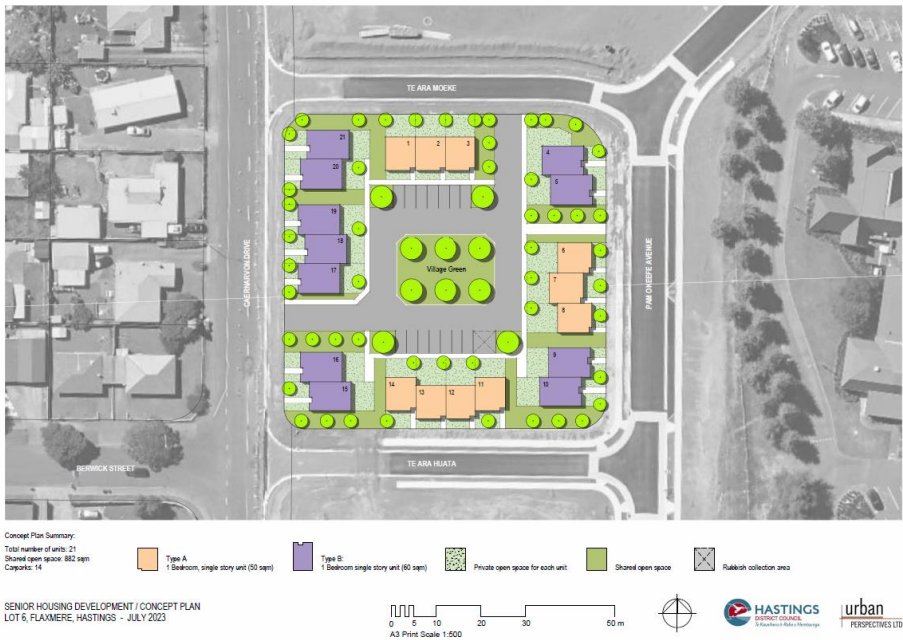 TE ARA MOEKE
CAERNARVON DRIVE
PAM OKEEFE AVENUE
21
20
19
18
17
16
15
1
2
3
4
5
6
7
8
9
10
14
13
12
11
Village Green
BERWICK STREET
TE ARA HUATA
Concept Plan Summary:
Total number of units: 21
Shared open space: 882 sqm
Carparks: 14
Type A
1 Bedroom, single story unit (50 sqm)
Type B:
1 Bedroom single story unit (60 sqm)
Private open space for each unit
Shared open space
Rubbish collection area
SENIOR HOUSING DEVELOPMENT / CONCEPT PLAN
LOT 6, FLAXMERE, HASTINGS - JULY 2023
0 5 10 20 30 50 m
A3 Print Scale 1:500
HASTINGS
DISTRICT COUNCIL
urban
PERSPECTIVES LTD